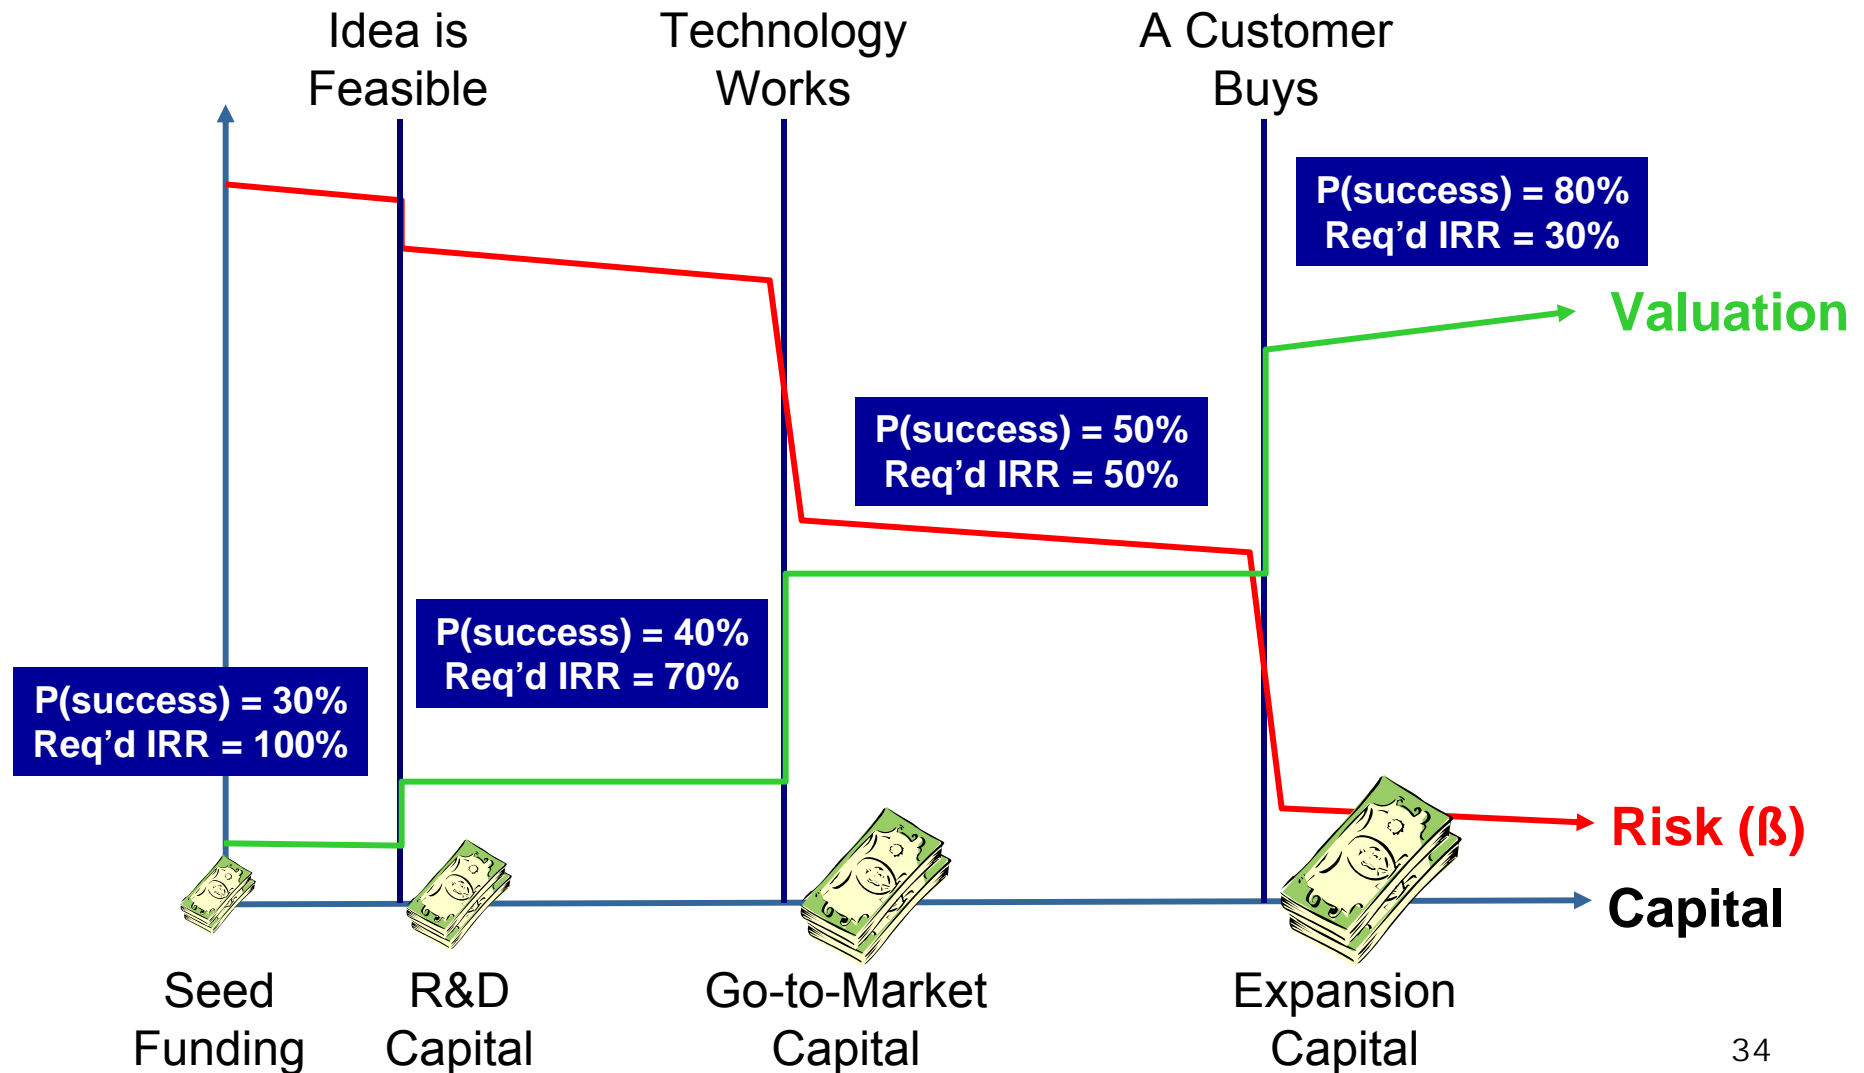 Idea is
Feasible
Technology
Works
A Customer
Buys
P(success) = 80%
Req’d IRR = 30%
Valuation
P(success) = 50%
Req’d IRR = 50%
P(success) = 40%
Req’d IRR = 70%
P(success) = 30%
Req’d IRR = 100%
Risk (ß)
Capital
Seed
Funding
R&D
Capital
Go-to-Market
Capital
Expansion
Capital
34